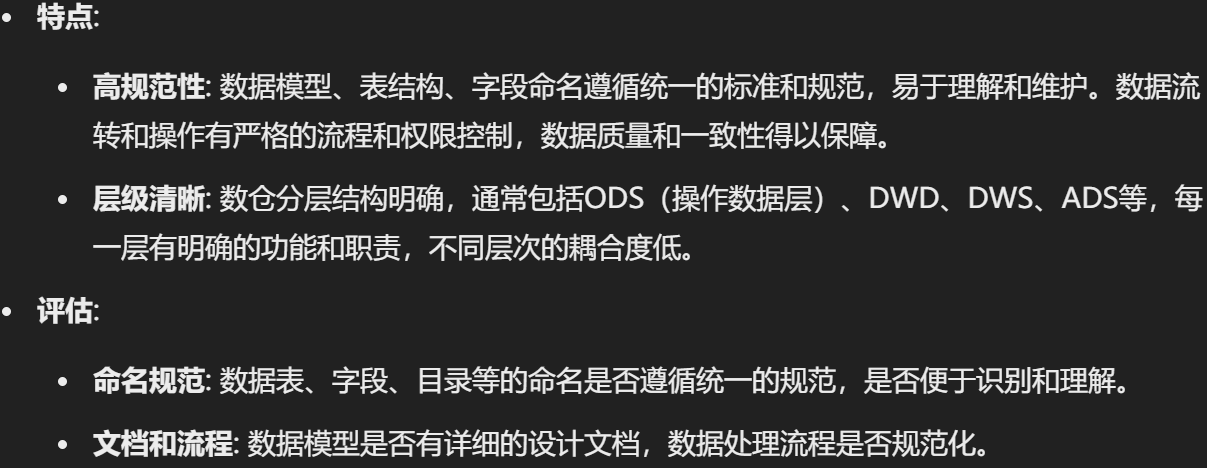 • 特点:
• 高规范性: 数据模型、表结构、字段命名遵循统一的标准和规范，易于理解和维护。数据流
转和操作有严格的流程和权限控制，数据质量和一致性得以保障。
• 层级清晰: 数仓分层结构明确，通常包括ODS（操作数据层）、DWD、DWS、ADS等，每
一层有明确的功能和职责，不同层次的耦合度低。
• 评估:
• 命名规范: 数据表、字段、目录等的命名是否遵循统一的规范，是否便于识别和理解。
• 文档和流程: 数据模型是否有详细的设计文档，数据处理流程是否规范化。